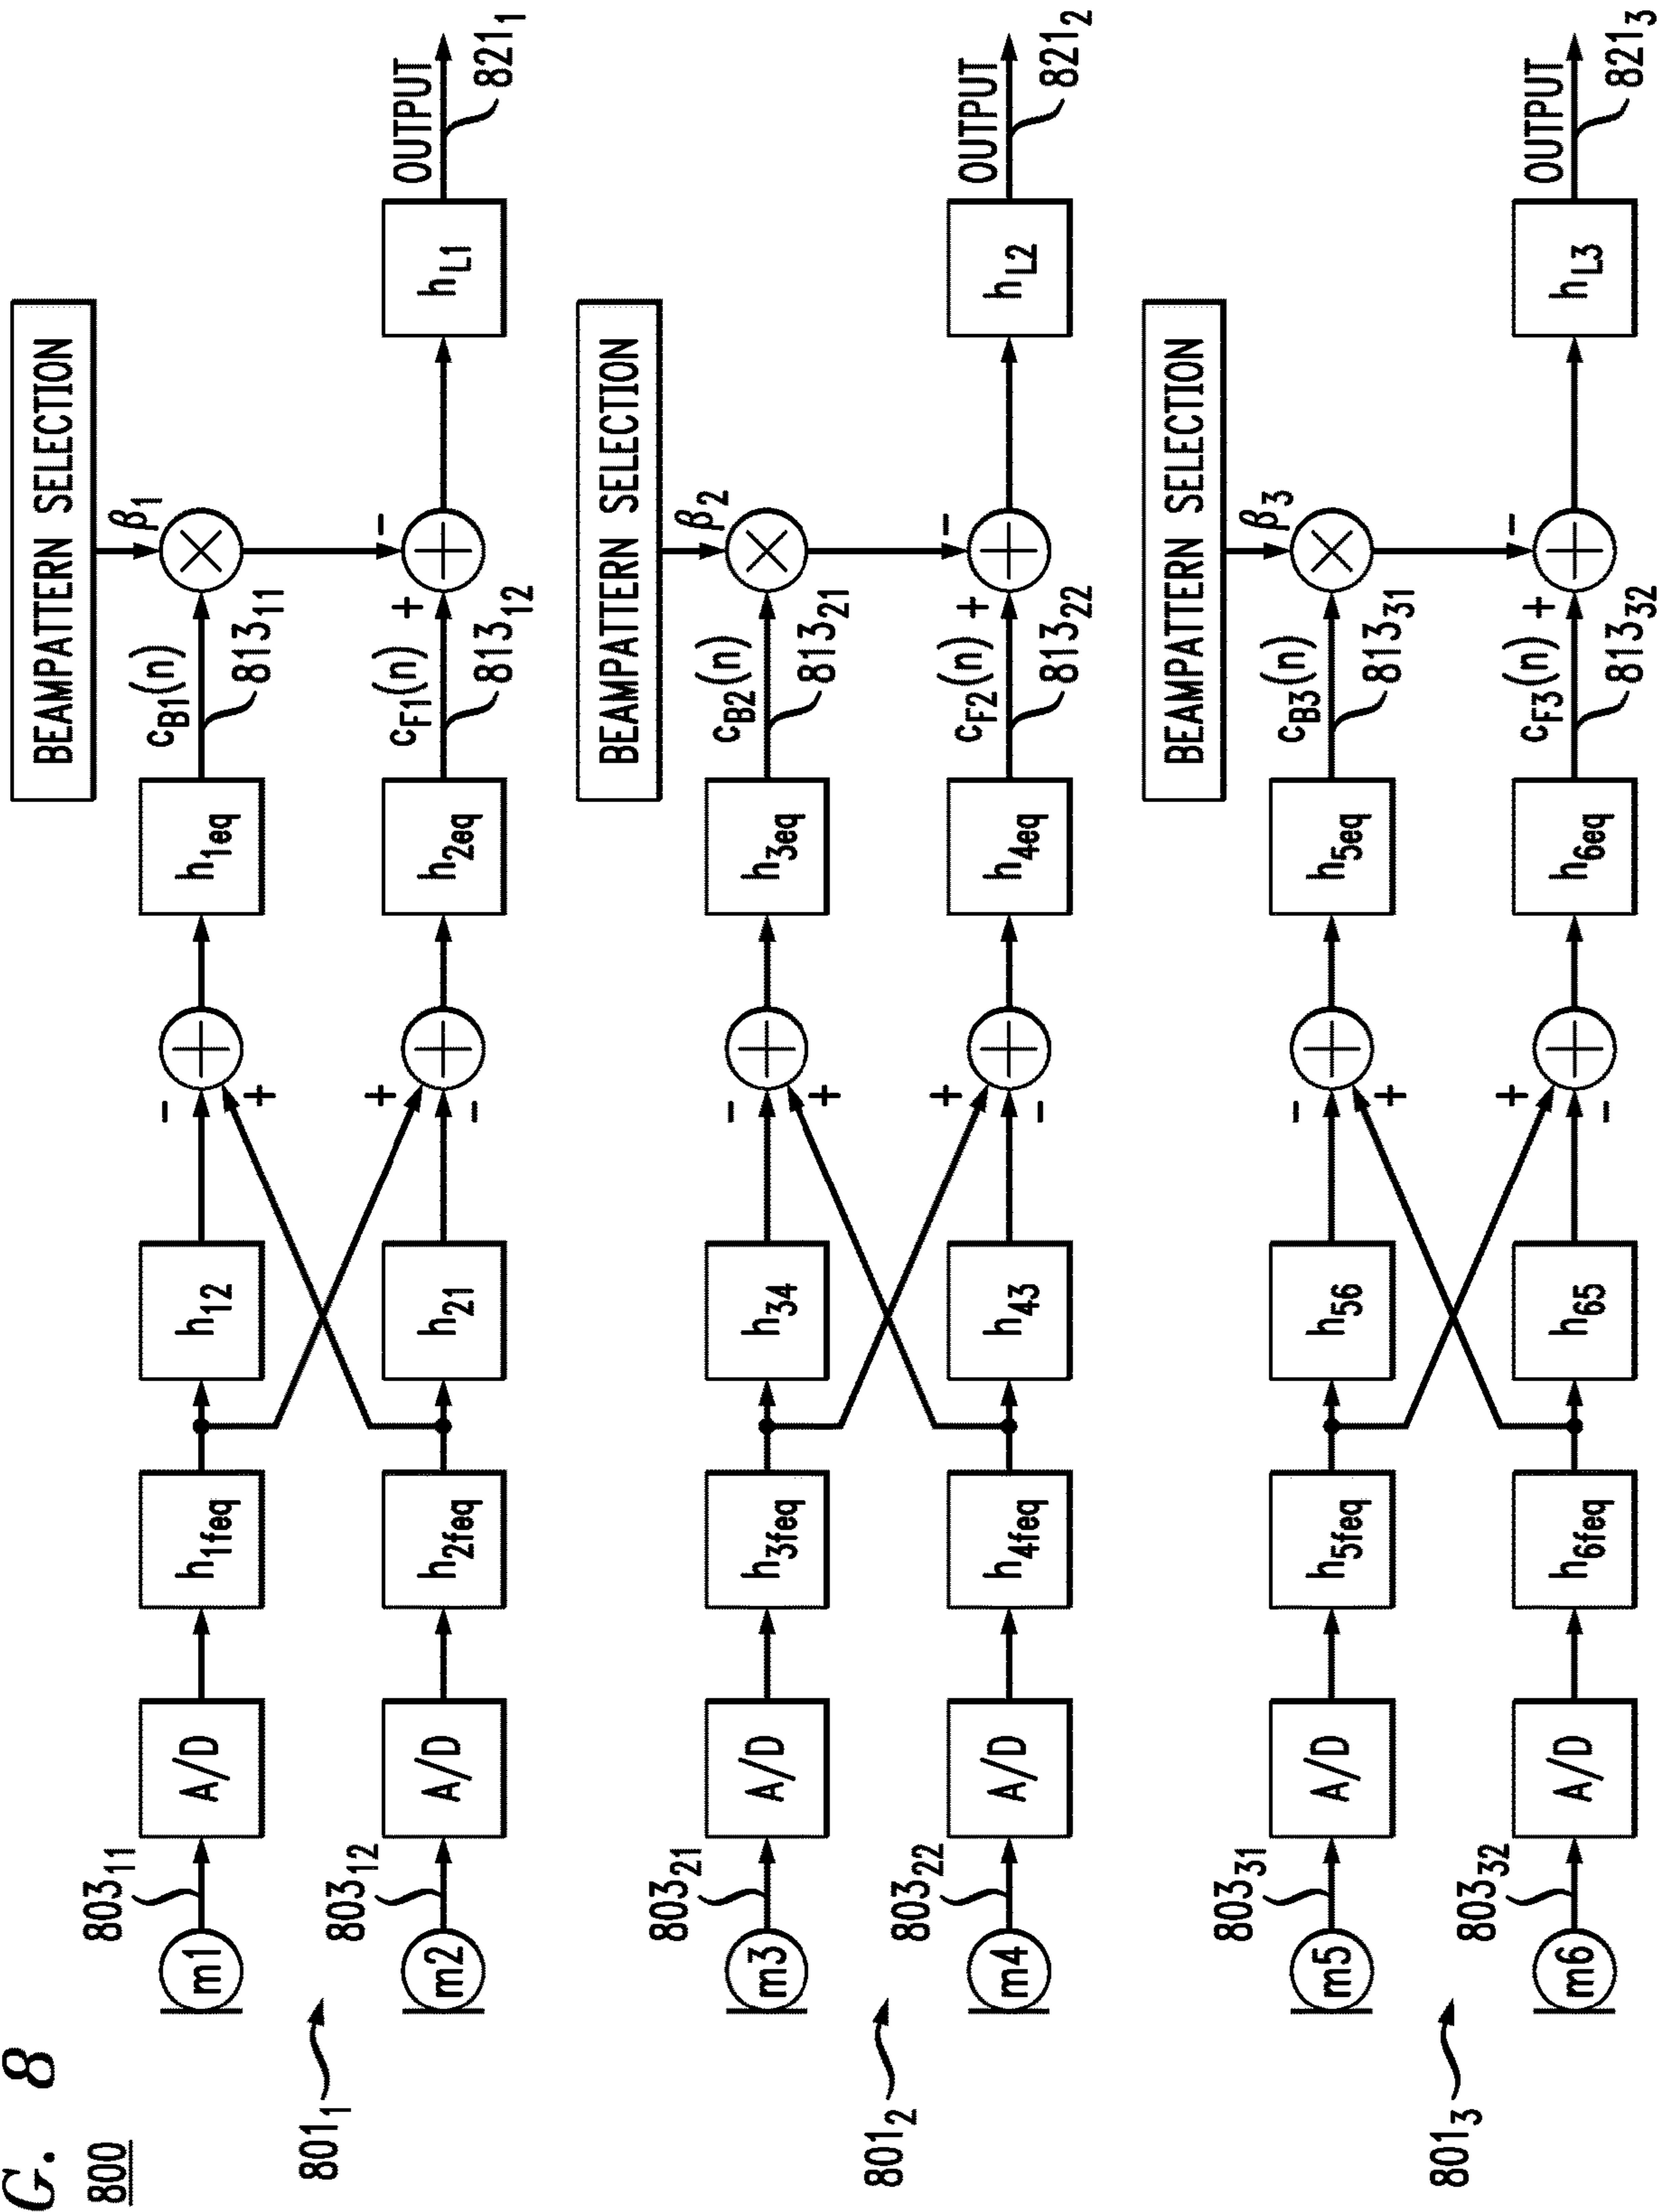 G. 8
800
801₁
803₁₁
m1
A/D
h₁feq
h₁₂
-
+
h₁eq
cB1(n)
813₁₁
β₁
BEAMPATTERN SELECTION
803₁₂
m2
A/D
h₂feq
h₂₁
+
-
h₂eq
cF1(n)
813₁₂
+
-
hL1
OUTPUT
821₁
801₂
803₂₁
m3
A/D
h₃feq
h₃₄
-
+
h₃eq
cB2(n)
813₂₁
β₂
BEAMPATTERN SELECTION
803₂₂
m4
A/D
h₄feq
h₄₃
+
-
h₄eq
cF2(n)
813₂₂
+
-
hL2
OUTPUT
821₂
801₃
803₃₁
m5
A/D
h₅feq
h₅₆
-
+
h₅eq
cB3(n)
813₃₁
β₃
BEAMPATTERN SELECTION
803₃₂
m6
A/D
h₆feq
h₆₅
+
-
h₆eq
cF3(n)
813₃₂
+
-
hL3
OUTPUT
821₃